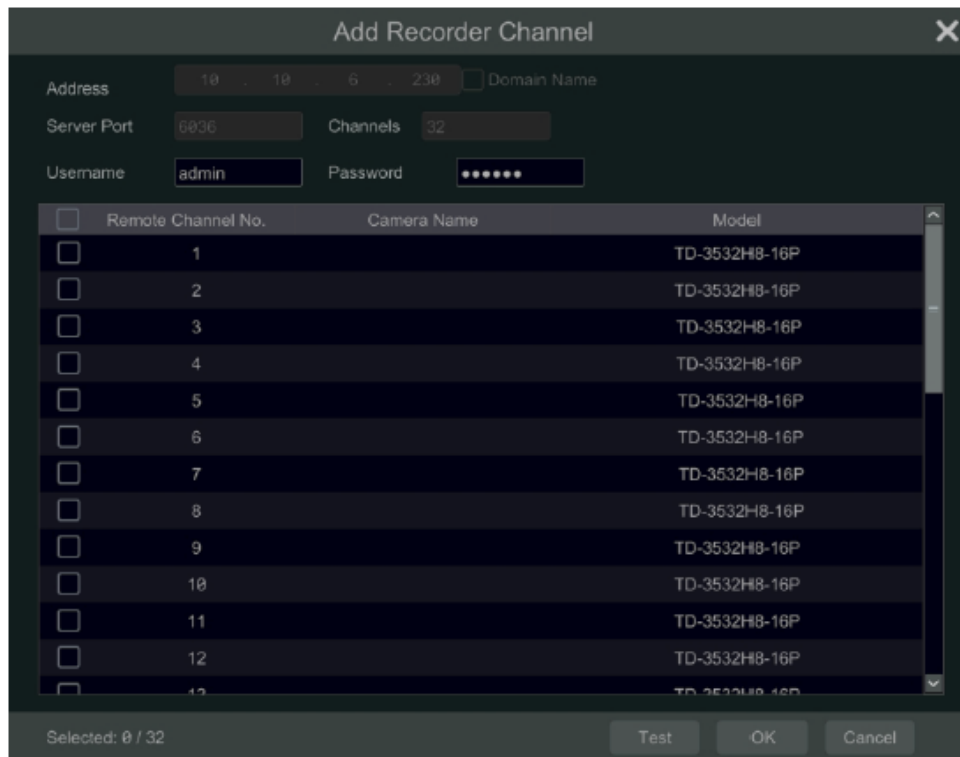 Add Recorder Channel
Address 10 . 10 . 6 . 230 Domain Name
Server Port 6036 Channels 32
Username admin Password ●●●●●●
Remote Channel No. Camera Name Model
1 TD-3532H8-16P
2 TD-3532H8-16P
3 TD-3532H8-16P
4 TD-3532H8-16P
5 TD-3532H8-16P
6 TD-3532H8-16P
7 TD-3532H8-16P
8 TD-3532H8-16P
9 TD-3532H8-16P
10 TD-3532H8-16P
11 TD-3532H8-16P
12 TD-3532H8-16P
13 TD-3532H8-16P
Selected: 0 / 32 Test OK Cancel